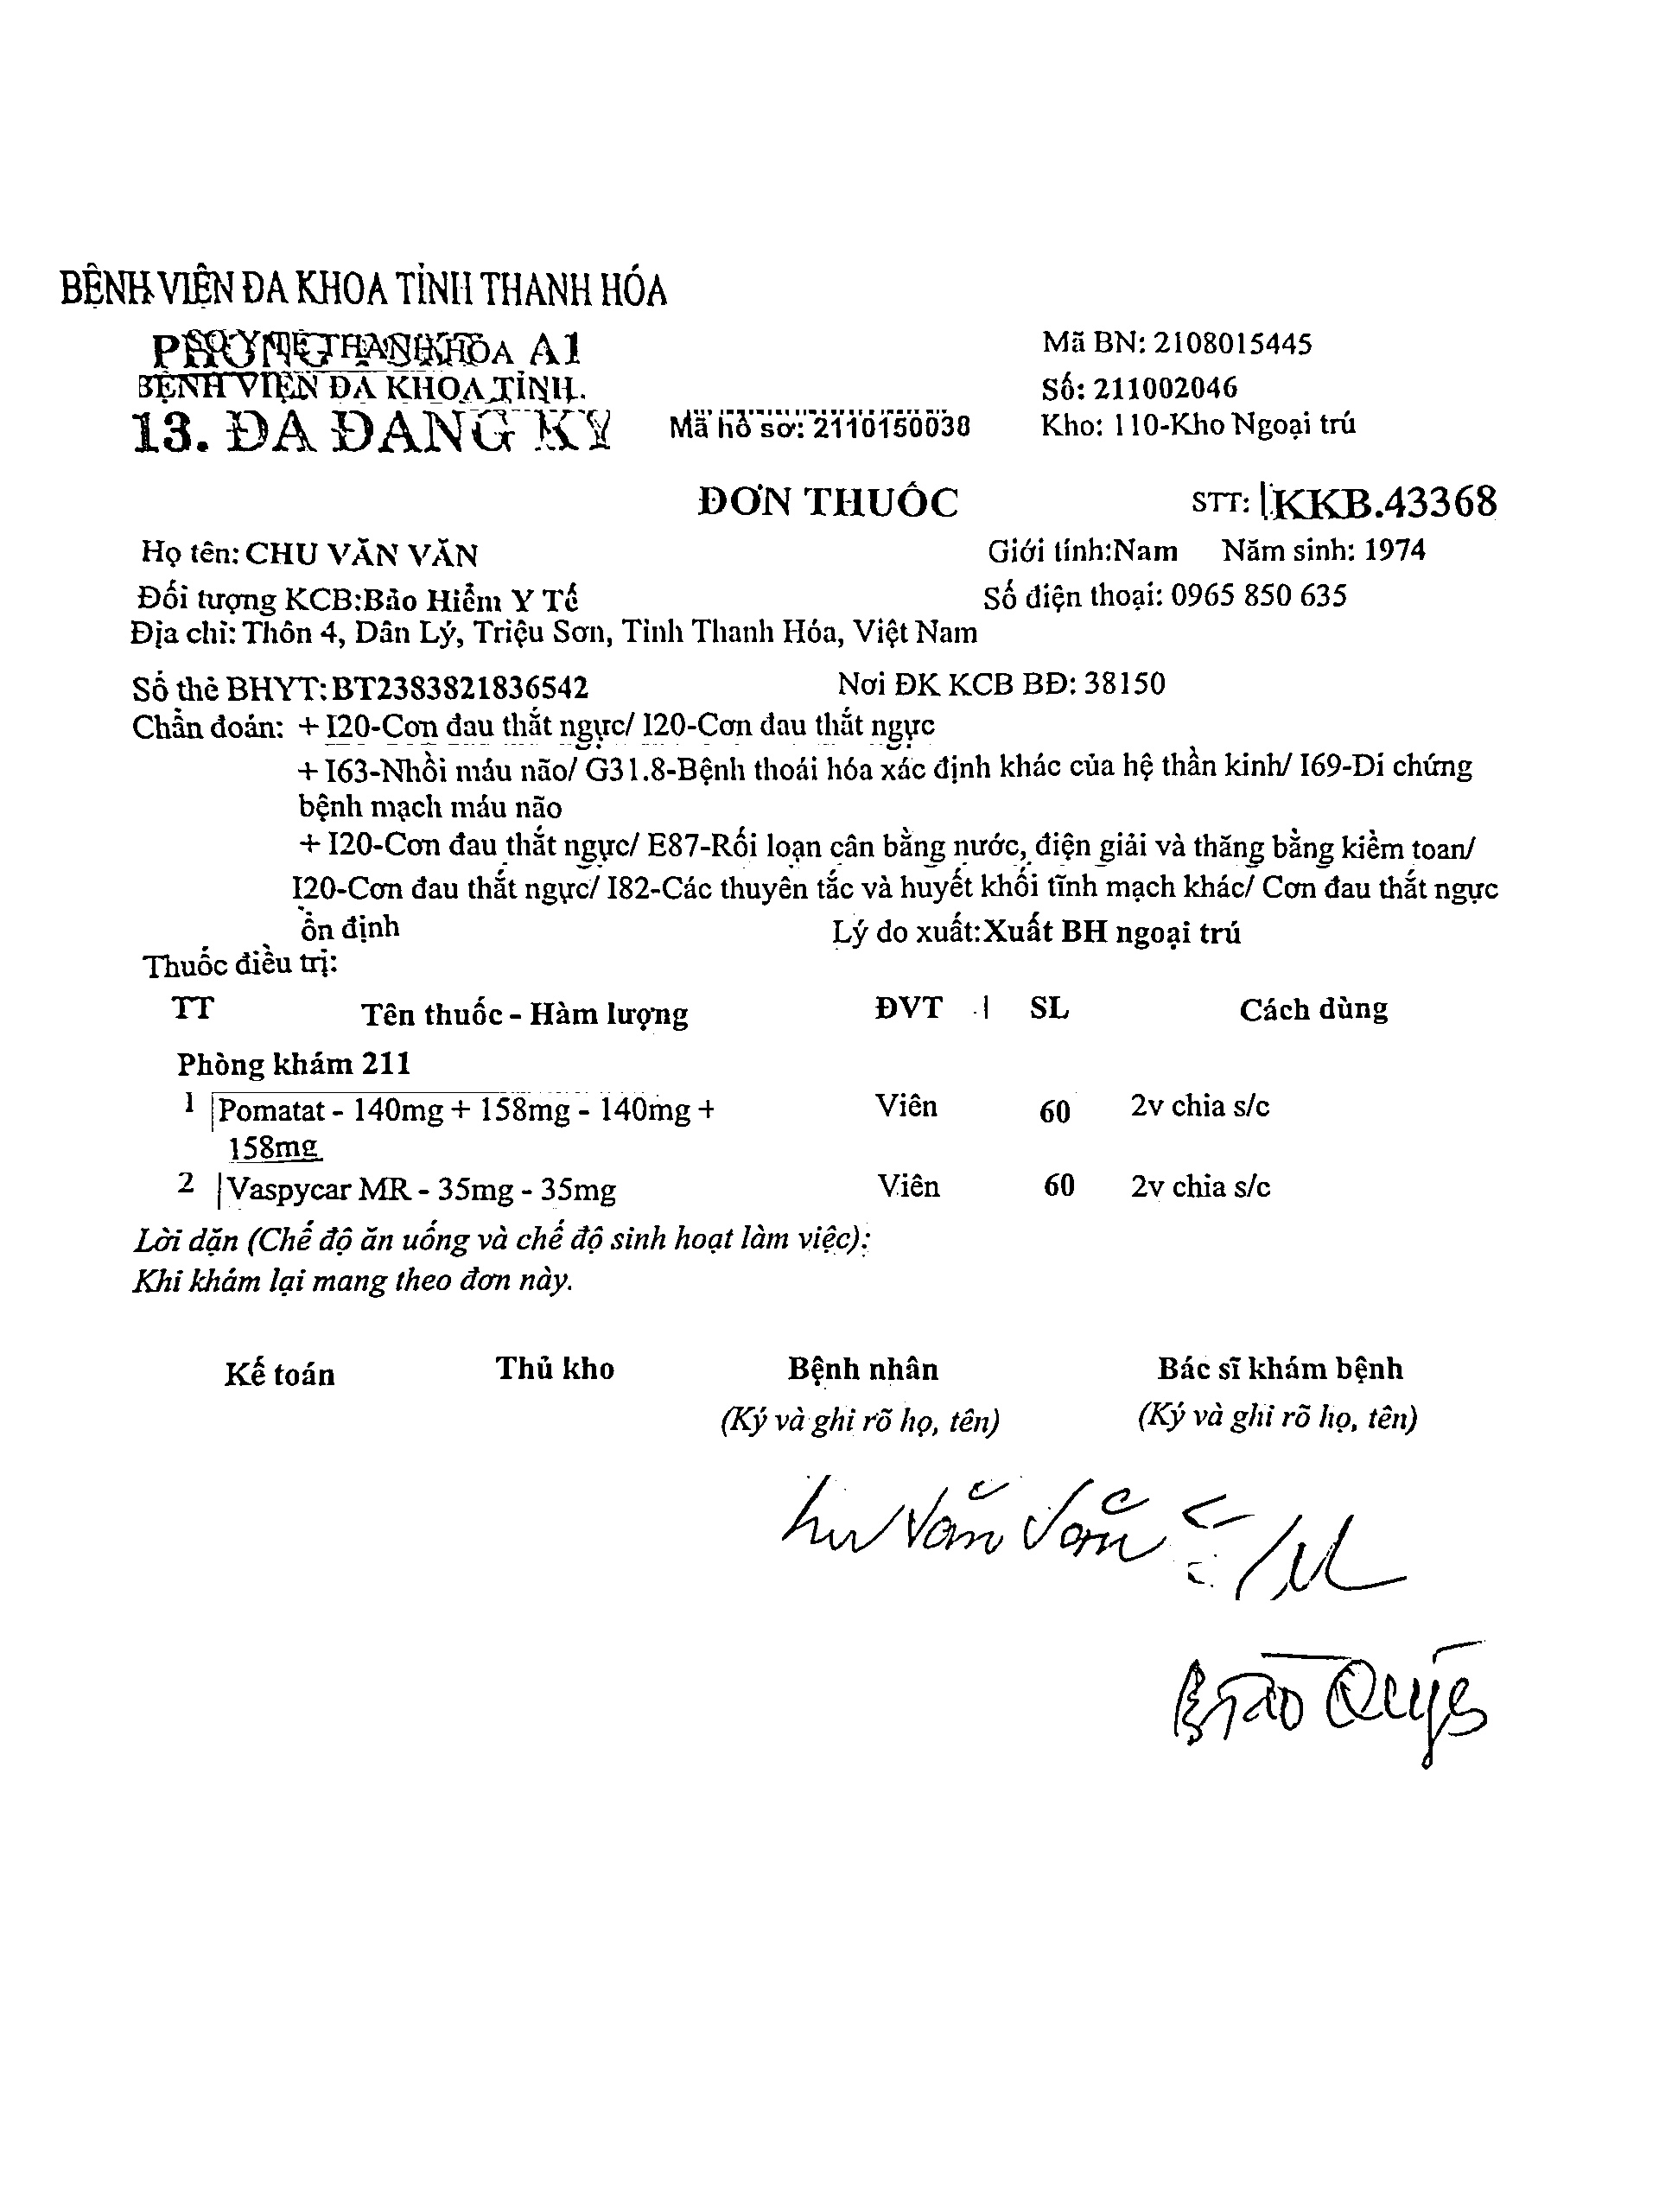 BỆNH VIỆN ĐA KHOA TỈNH THANH HÓA
A1
BỆNH VIỆN ĐA KHOA TỈNH.
13. ĐA ĐANG KY
Mã BN: 2108015445
Số: 211002046
Mã hồ sơ: 2110150038
Kho: 110-Kho Ngoại trú
ĐƠN THUỐC
STT: KKB.43368
Họ tên: CHU VĂN VĂN
Giới tính:Nam Năm sinh: 1974
Đối tượng KCB:Bảo Hiểm Y Tế
Số điện thoại: 0965 850 635
Địa chỉ: Thôn 4, Dân Lý, Triệu Sơn, Tỉnh Thanh Hóa, Việt Nam
Số thẻ BHYT: BT2383821836542
Nơi ĐK KCB BĐ: 38150
Chẩn đoán: + I20-Cơn đau thắt ngực/ I20-Cơn đau thắt ngực
+ I63-Nhồi máu não/ G31.8-Bệnh thoái hóa xác định khác của hệ thần kinh/ I69-Di chứng
bệnh mạch máu não
+ I20-Cơn đau thắt ngực/ E87-Rối loạn cân bằng nước, điện giải và thăng bằng kiềm toan/
I20-Cơn đau thắt ngực/ I82-Các thuyên tắc và huyết khối tĩnh mạch khác/ Cơn đau thắt ngực
ổn định
Lý do xuất:Xuất BH ngoại trú
Thuốc điều trị:
TT Tên thuốc - Hàm lượng ĐVT SL Cách dùng
Phòng khám 211
1 Pomatat - 140mg + 158mg - 140mg + Viên 60 2v chia s/c
158mg
2 Vaspycar MR - 35mg - 35mg Viên 60 2v chia s/c
Lời dặn (Chế độ ăn uống và chế độ sinh hoạt làm việc):
Khi khám lại mang theo đơn này.
Kế toán Thủ kho Bệnh nhân Bác sĩ khám bệnh
(Ký và ghi rõ họ, tên) (Ký và ghi rõ họ, tên)
Văn Văn